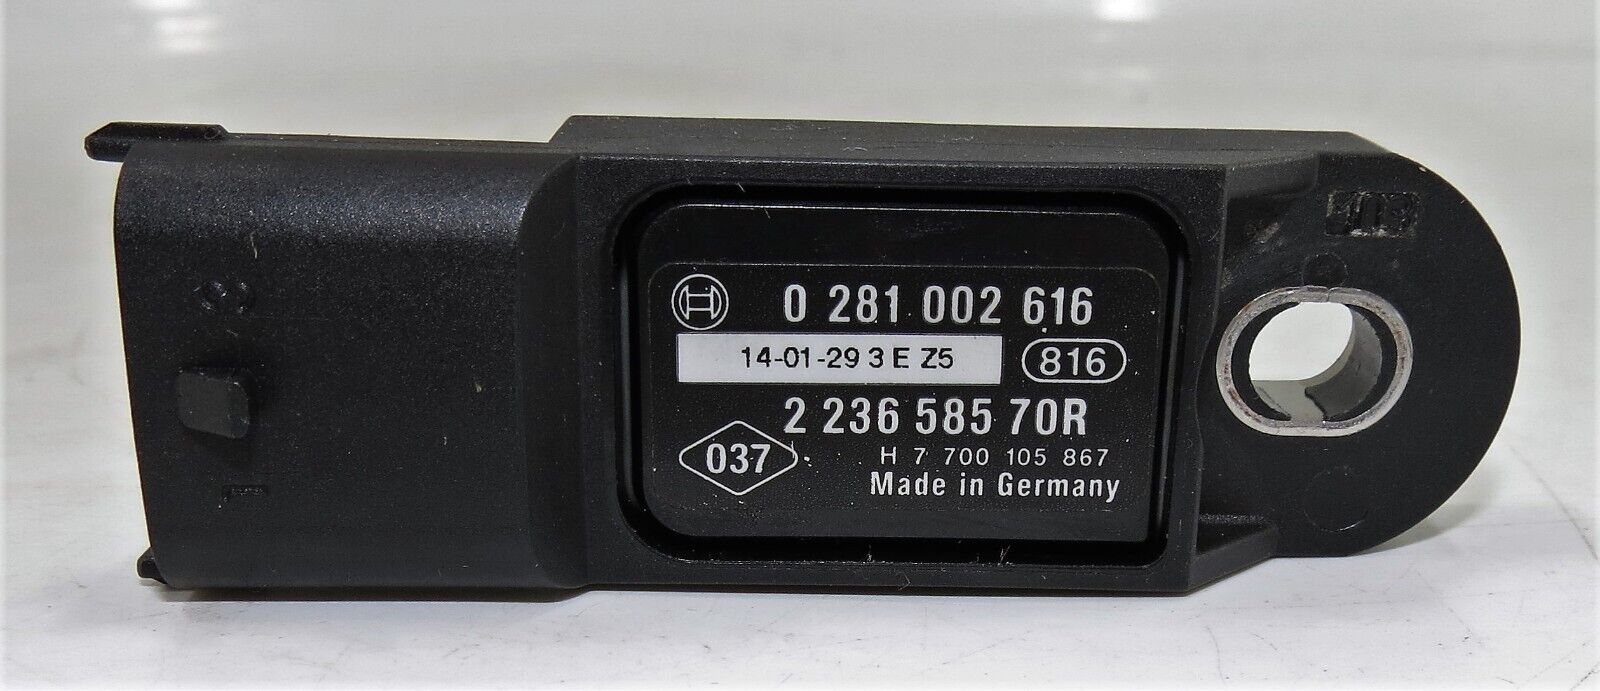 0 281 002 616
14-01-29 3 E Z5
816
2 236 585 70R
037
H 7 700 105 867
Made in Germany